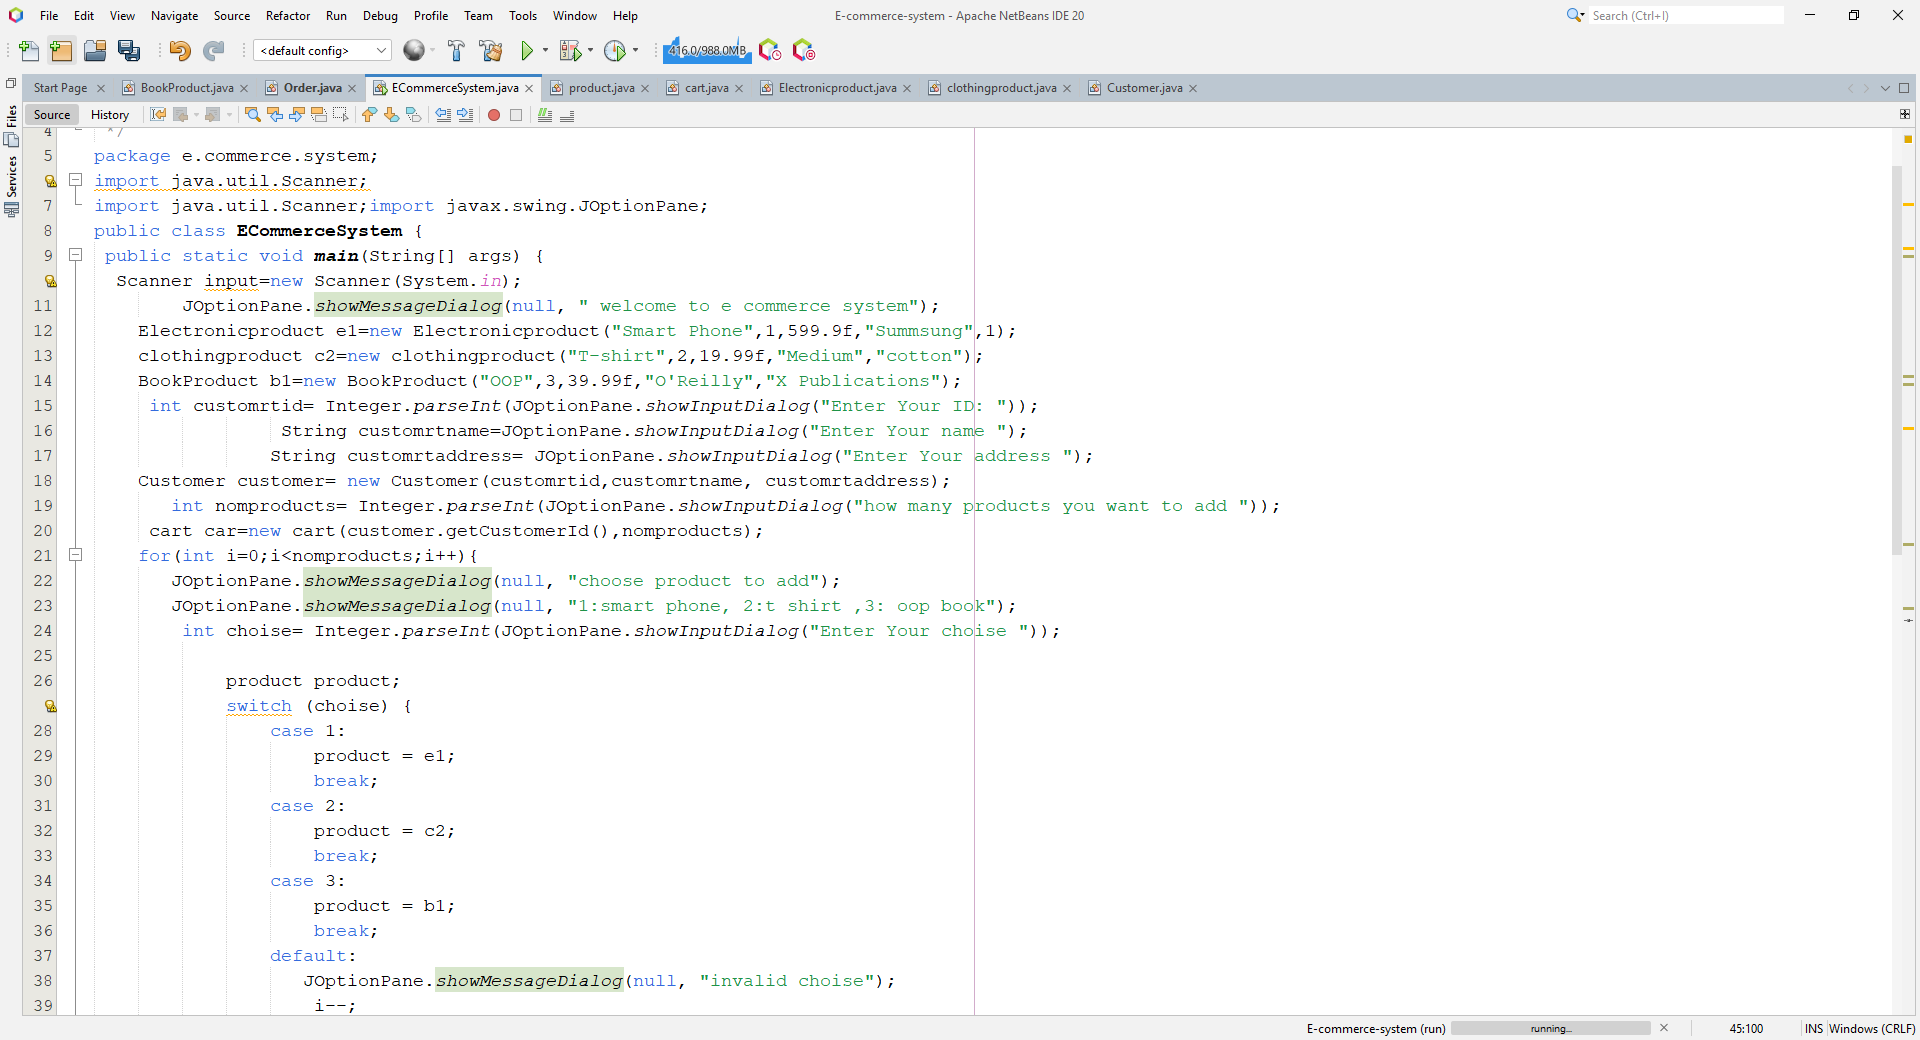 File Edit View Navigate Source Refactor Run Debug Profile Team Tools Window Help E-commerce-system - Apache NetBeans IDE 20 Search (Ctrl+I)
<default config> 416.0/988.0MB
Start Page BookProduct.java Order.java ECommerceSystem.java product.java cart.java Electronicproduct.java clothingproduct.java Customer.java
Source History
Files
Services
4 */
5 package e.commerce.system;
import java.util.Scanner;
7 import java.util.Scanner;import javax.swing.JOptionPane;
8 public class ECommerceSystem {
9 public static void main(String[] args) {
Scanner input=new Scanner(System.in);
11 JOptionPane.showMessageDialog(null, " welcome to e commerce system");
12 Electronicproduct e1=new Electronicproduct("Smart Phone",1,599.9f,"Summsung",1);
13 clothingproduct c2=new clothingproduct("T-shirt",2,19.99f,"Medium","cotton");
14 BookProduct b1=new BookProduct("OOP",3,39.99f,"O'Reilly","X Publications");
15 int customrtid= Integer.parseInt(JOptionPane.showInputDialog("Enter Your ID: "));
16 String customrtname=JOptionPane.showInputDialog("Enter Your name ");
17 String customrtaddress= JOptionPane.showInputDialog("Enter Your address ");
18 Customer customer= new Customer(customrtid,customrtname, customrtaddress);
19 int nomproducts= Integer.parseInt(JOptionPane.showInputDialog("how many products you want to add "));
20 cart car=new cart(customer.getCustomerId(),nomproducts);
21 for(int i=0;i<nomproducts;i++){
22 JOptionPane.showMessageDialog(null, "choose product to add");
23 JOptionPane.showMessageDialog(null, "1:smart phone, 2:t shirt ,3: oop book");
24 int choise= Integer.parseInt(JOptionPane.showInputDialog("Enter Your choise "));
25
26 product product;
switch (choise) {
28 case 1:
29 product = e1;
30 break;
31 case 2:
32 product = c2;
33 break;
34 case 3:
35 product = b1;
36 break;
37 default:
38 JOptionPane.showMessageDialog(null, "invalid choise");
39 i--;
E-commerce-system (run) running... 45:100 INS Windows (CRLF)